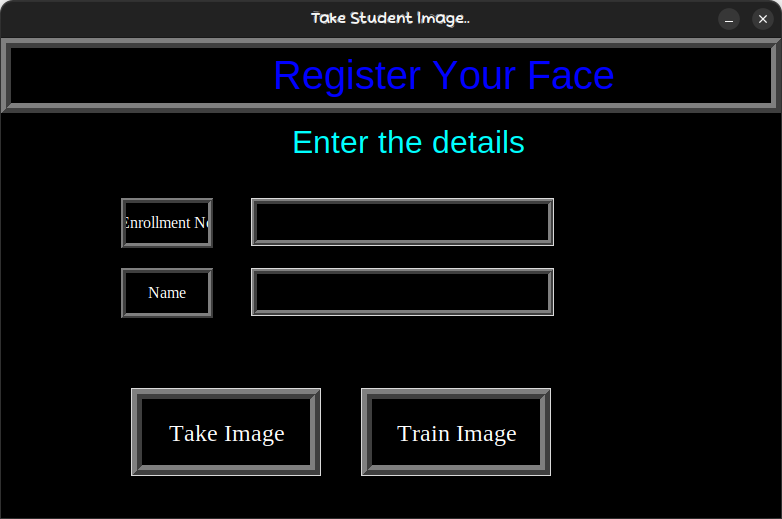 Take Student Image..
Register Your Face
Enter the details
Enrollment No
Name
Take Image
Train Image